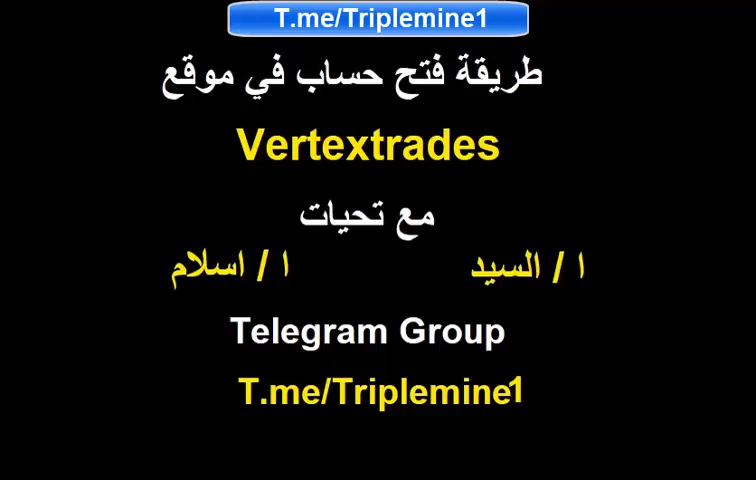 T.me/Triplemine1
طريقة فتح حساب في موقع
Vertextrades
مع تحيات
ا / السيد ا / اسلام
Telegram Group
T.me/Triplemine1